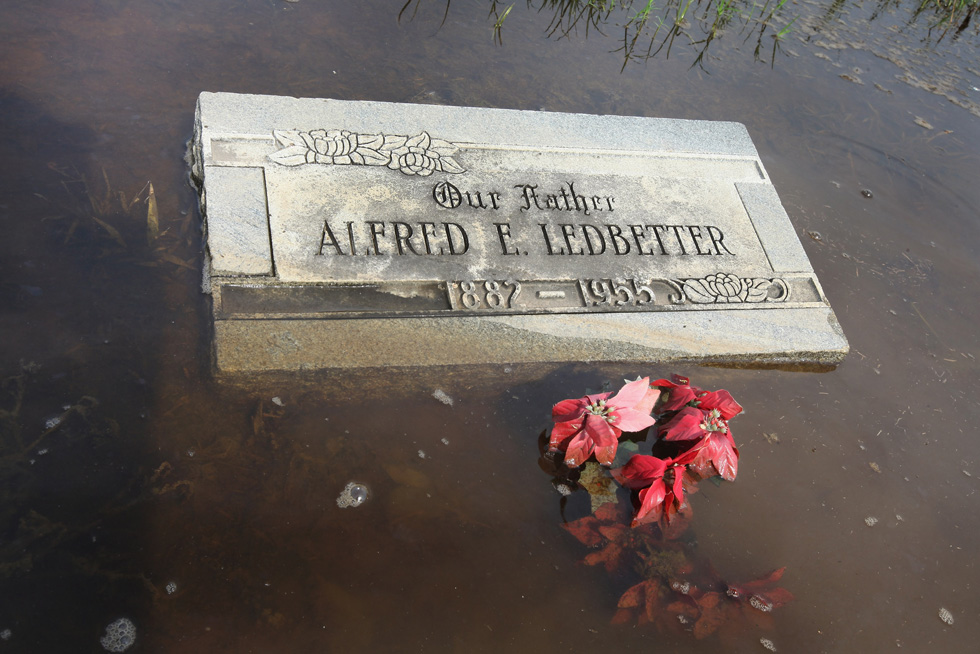 Our Father
ALFRED E. LEDBETTER
1887 - 1955